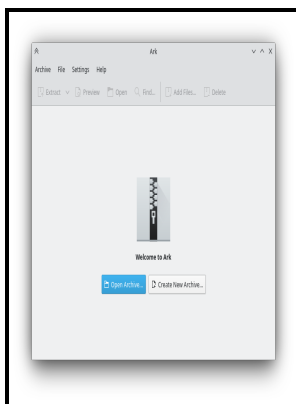 Ark
Archive File Settings Help
Extract Preview Open Find... Add Files... Delete
Welcome to Ark
Open Archive... Create New Archive...